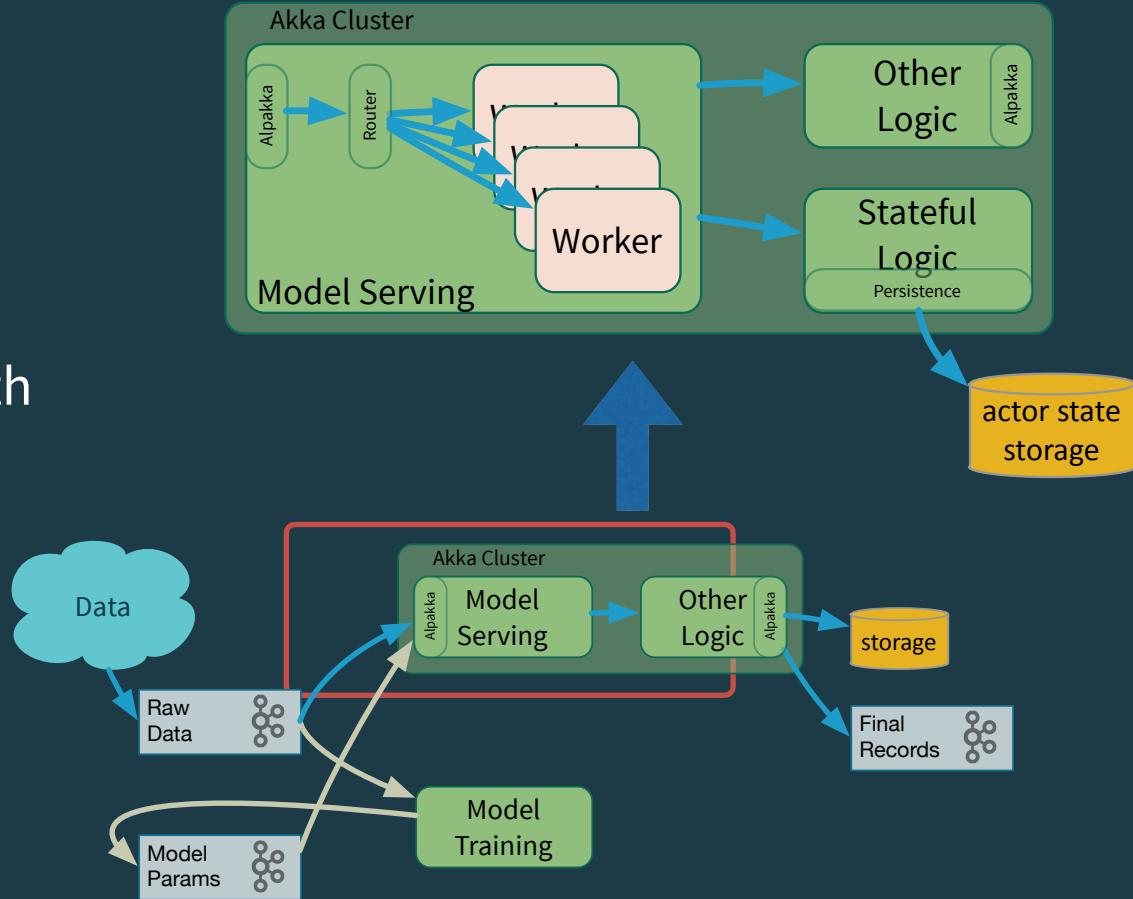 Akka Cluster
Alpakka
Router
Worker
Model Serving
Other
Logic
Alpakka
Stateful
Logic
Persistence
actor state
storage
Data
Akka Cluster
Alpakka
Model
Serving
Other
Logic
Alpakka
storage
Raw
Data
Final
Records
Model
Training
Model
Params